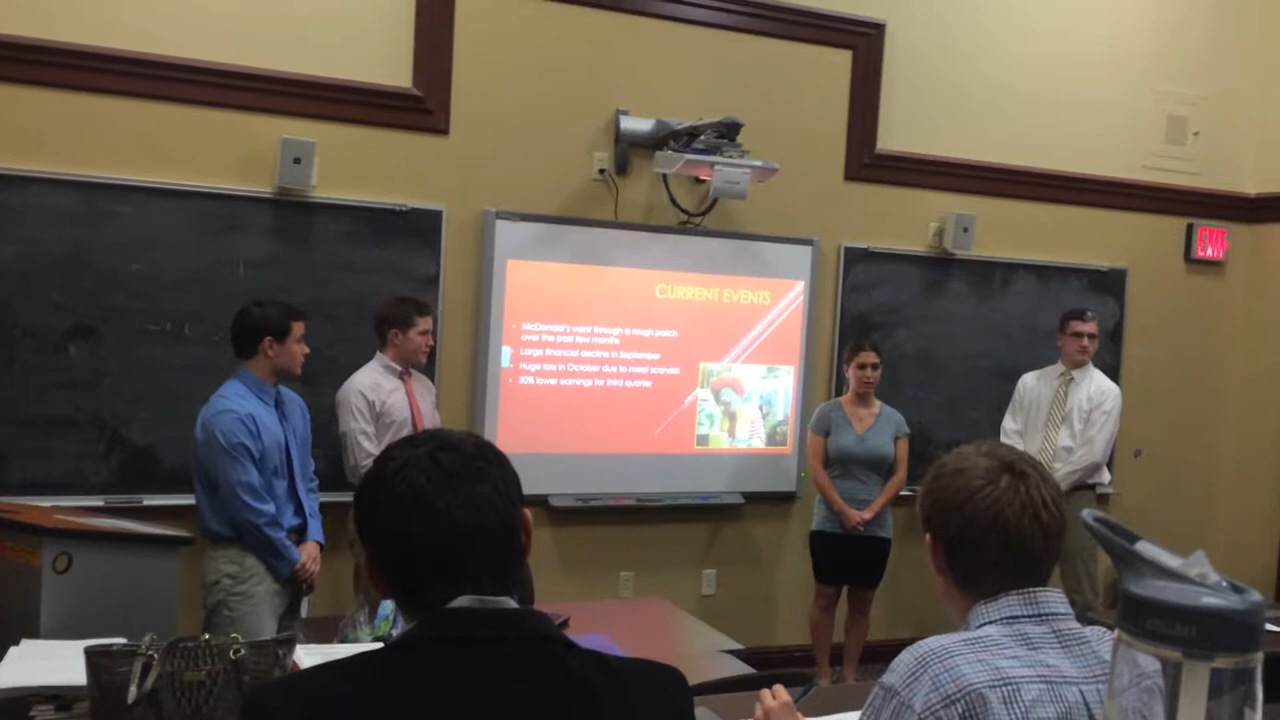 CURRENT EVENTS
• McDonald's went through a rough patch
over the past few months
• Large financial decline in September
• Huge loss in October due to meat scandal
• 30% lower earnings for third quarter
EXIT